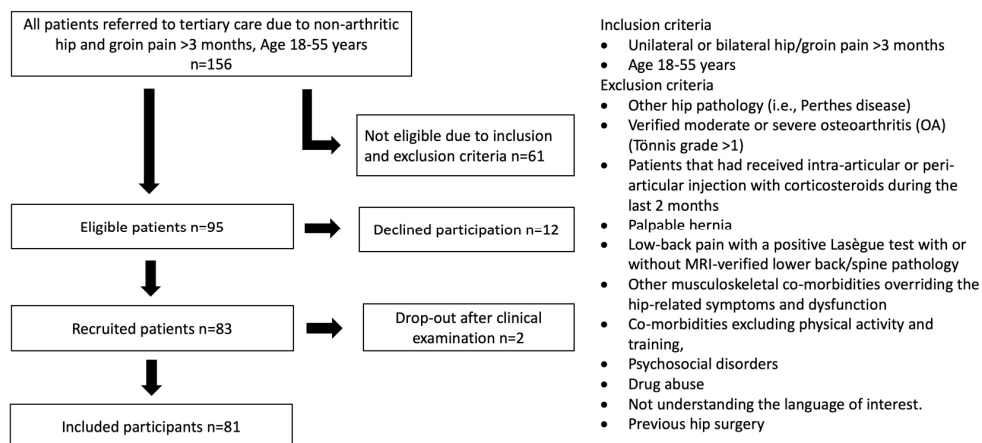 All patients referred to tertiary care due to non-arthritic
hip and groin pain >3 months, Age 18-55 years
n=156
Not eligible due to inclusion
and exclusion criteria n=61
Eligible patients n=95
Declined participation n=12
Recruited patients n=83
Drop-out after clinical
examination n=2
Included participants n=81
Inclusion criteria
• Unilateral or bilateral hip/groin pain >3 months
• Age 18-55 years
Exclusion criteria
• Other hip pathology (i.e., Perthes disease)
• Verified moderate or severe osteoarthritis (OA)
(Tönnis grade >1)
• Patients that had received intra-articular or peri-
articular injection with corticosteroids during the
last 2 months
• Palpable hernia
• Low-back pain with a positive Lasègue test with or
without MRI-verified lower back/spine pathology
• Other musculoskeletal co-morbidities overriding the
hip-related symptoms and dysfunction
• Co-morbidities excluding physical activity and
training,
• Psychosocial disorders
• Drug abuse
• Not understanding the language of interest.
• Previous hip surgery